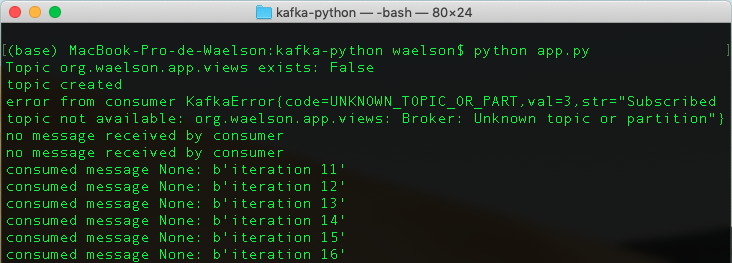 kafka-python — -bash — 80×24
[(base) MacBook-Pro-de-Waelson:kafka-python waelson$ python app.py ]
Topic org.waelson.app.views exists: False
topic created
error from consumer KafkaError{code=UNKNOWN_TOPIC_OR_PART,val=3,str="Subscribed
topic not available: org.waelson.app.views: Broker: Unknown topic or partition"}
no message received by consumer
no message received by consumer
consumed message None: b'iteration 11'
consumed message None: b'iteration 12'
consumed message None: b'iteration 13'
consumed message None: b'iteration 14'
consumed message None: b'iteration 15'
consumed message None: b'iteration 16'